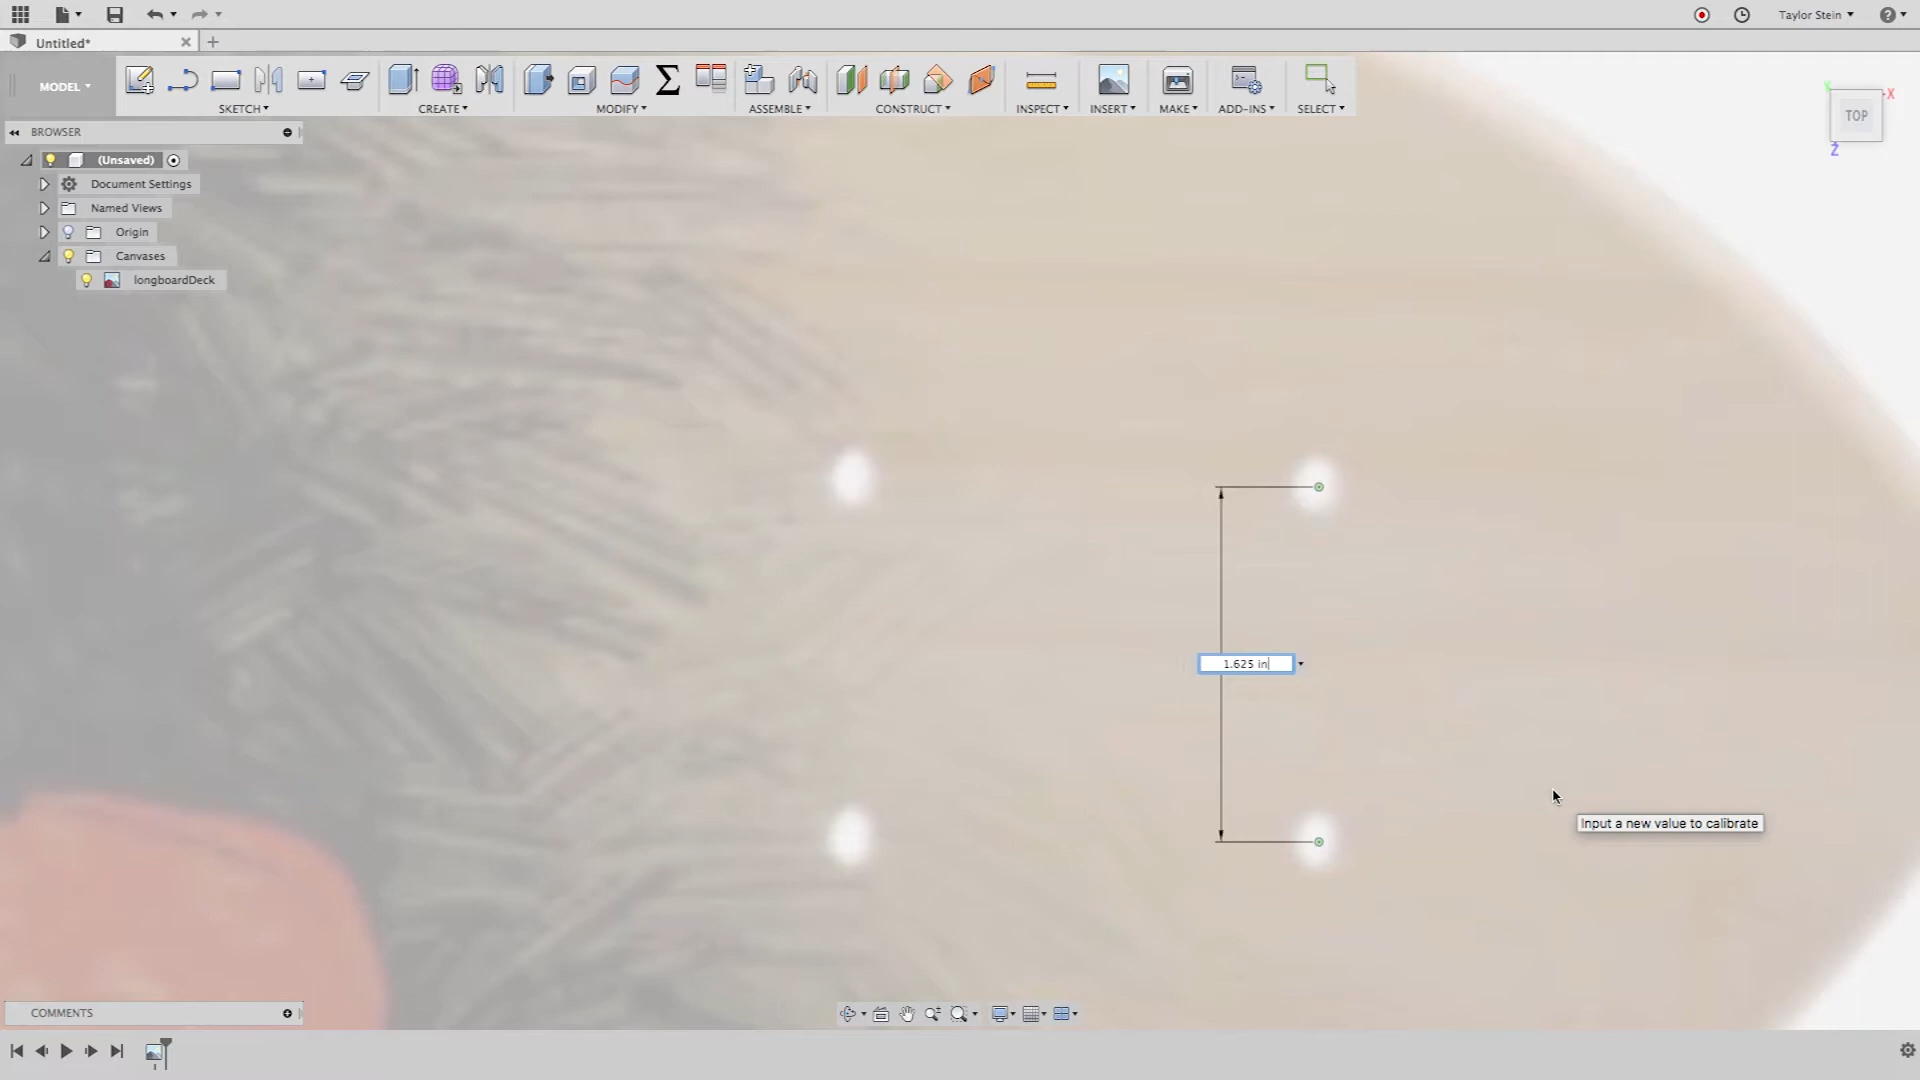 Taylor Stein
Untitled*
MODEL
SKETCH
CREATE
MODIFY
ASSEMBLE
CONSTRUCT
INSPECT
INSERT
MAKE
ADD-INS
SELECT
BROWSER
(Unsaved)
Document Settings
Named Views
Origin
Canvases
longboardDeck
X
Y
TOP
Z
1.625 in
Input a new value to calibrate
COMMENTS